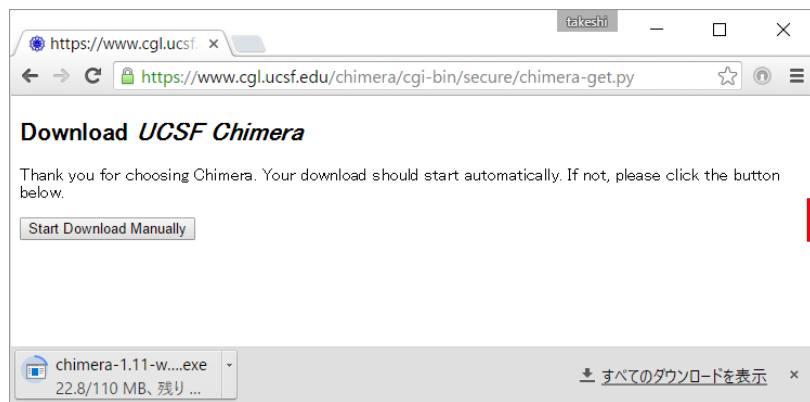 takeshi
https://www.cgl.ucsf.
https://www.cgl.ucsf.edu/chimera/cgi-bin/secure/chimera-get.py
Download UCSF Chimera
Thank you for choosing Chimera. Your download should start automatically. If not, please click the button
below.
Start Download Manually
chimera-1.11-w....exe
22.8/110 MB、残り ...
すべてのダウンロードを表示